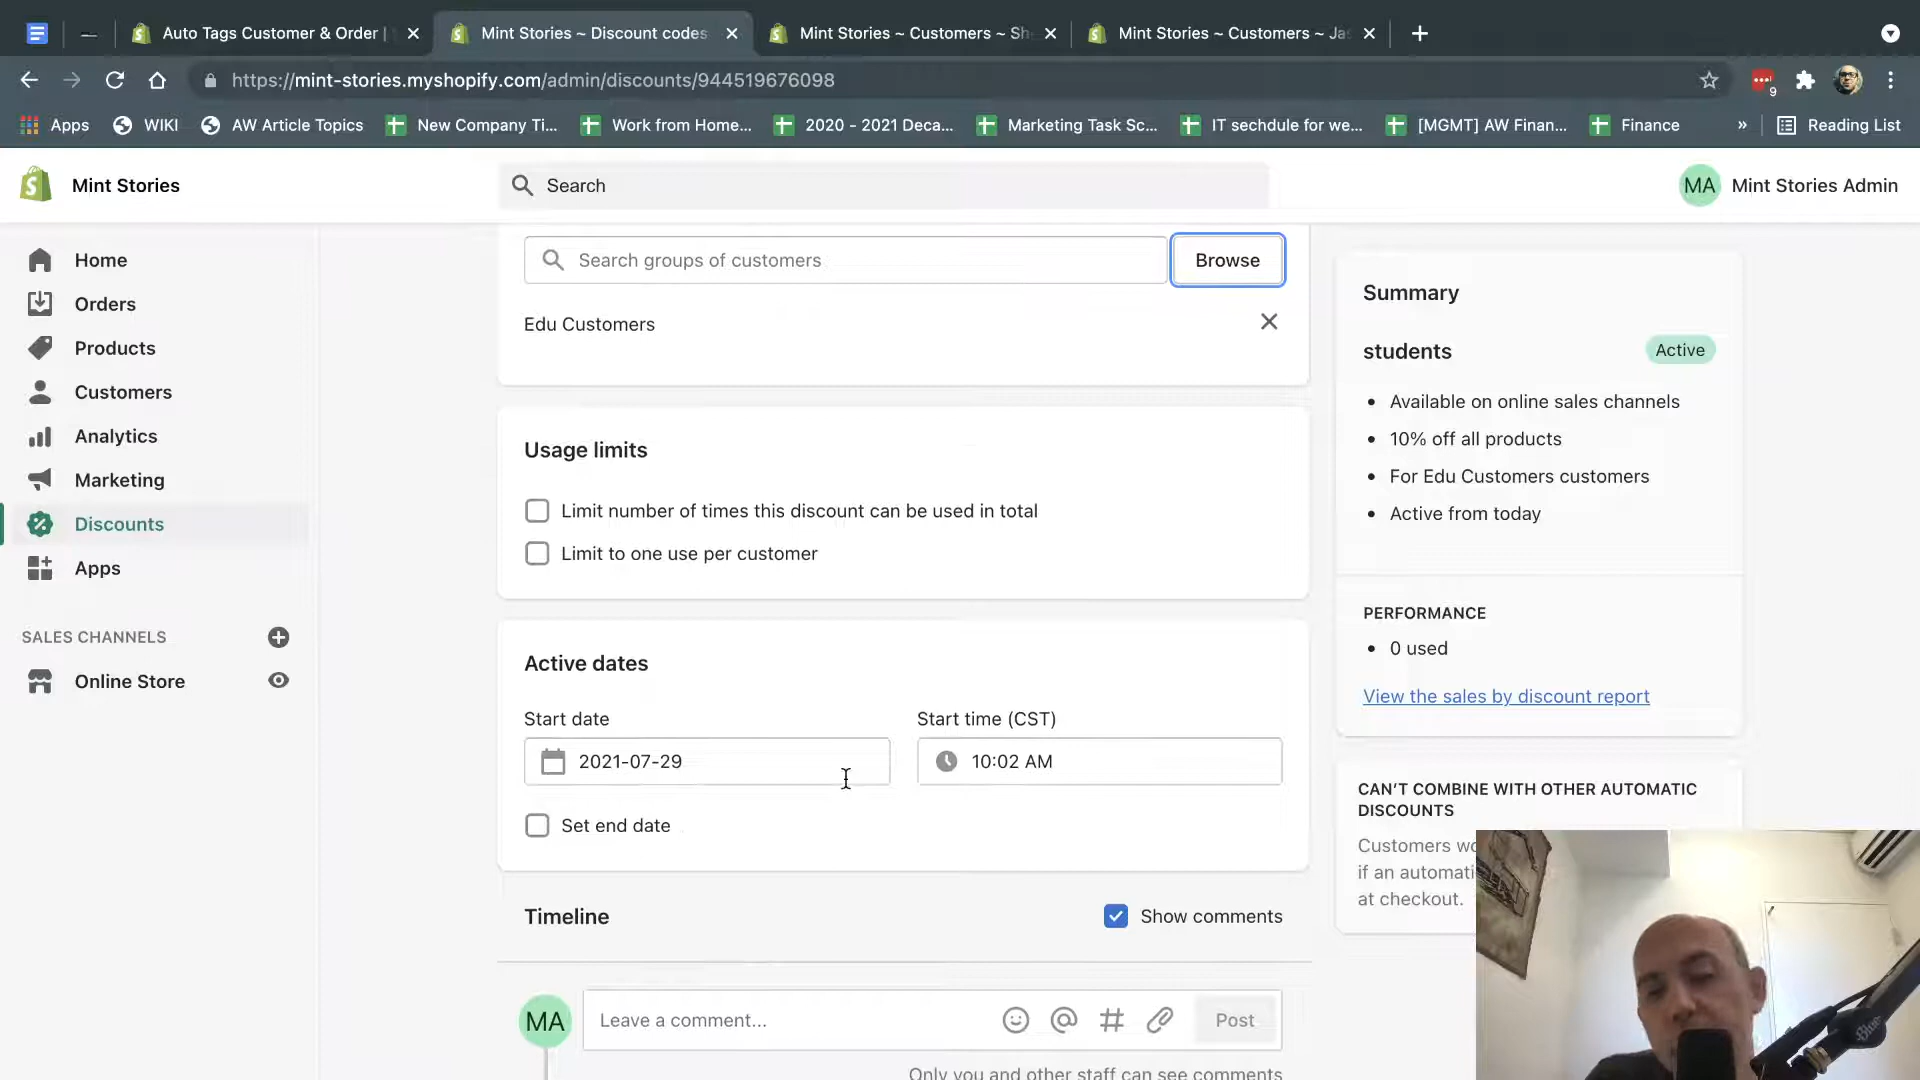 Auto Tags Customer & Order |
Mint Stories ~ Discount codes
Mint Stories ~ Customers ~ Sh
Mint Stories ~ Customers ~ Ja
https://mint-stories.myshopify.com/admin/discounts/944519676098
9
Apps
WIKI
AW Article Topics
New Company Ti...
Work from Home...
2020 - 2021 Deca...
Marketing Task Sc...
IT sechdule for we...
[MGMT] AW Finan...
Finance
»
Reading List
Mint Stories
Search
MA
Mint Stories Admin
Home
Orders
Products
Customers
Analytics
Marketing
Discounts
Apps
SALES CHANNELS
Online Store
Search groups of customers
Browse
Edu Customers
Usage limits
Limit number of times this discount can be used in total
Limit to one use per customer
Active dates
Start date
Start time (CST)
2021-07-29
10:02 AM
Set end date
Timeline
Show comments
MA
Leave a comment...
Post
Only you and other staff can see comments
Summary
students
Active
• Available on online sales channels
• 10% off all products
• For Edu Customers customers
• Active from today
PERFORMANCE
• 0 used
View the sales by discount report
CAN'T COMBINE WITH OTHER AUTOMATIC
DISCOUNTS
Customers
if an
at checkout.
Blue